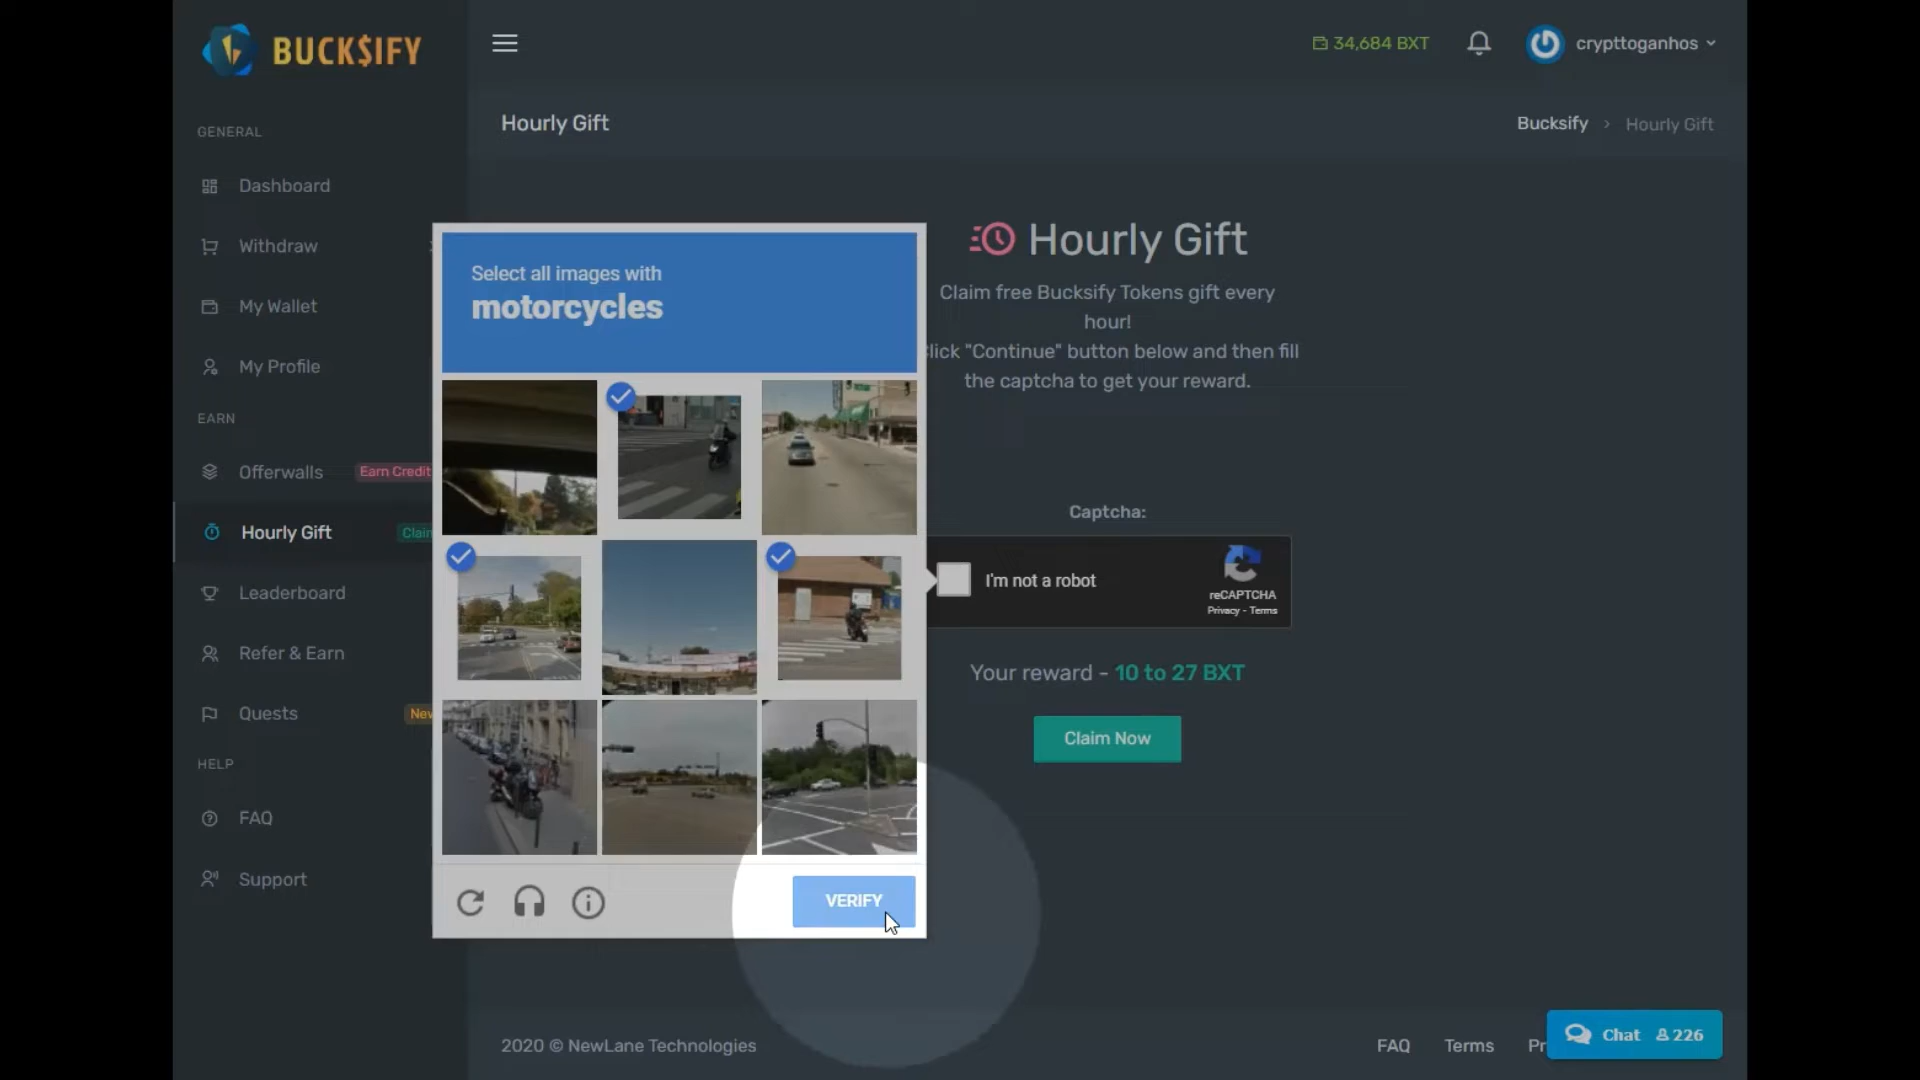 BUCK$IFY
34,684 BXT
crypttoganhos
Hourly Gift
Bucksify > Hourly Gift
GENERAL
Dashboard
Withdraw
My Wallet
My Profile
EARN
Offerwalls
Earn Credit
Hourly Gift
Claim
Leaderboard
Refer & Earn
Quests
New
HELP
FAQ
Support
Select all images with
motorcycles
VERIFY
Hourly Gift
Claim free Bucksify Tokens gift every
hour!
lick "Continue" button below and then fill
the captcha to get your reward.
Captcha:
I'm not a robot
reCAPTCHA
Privacy - Terms
Your reward - 10 to 27 BXT
Claim Now
2020 © NewLane Technologies
FAQ
Terms
Pr
Chat 226